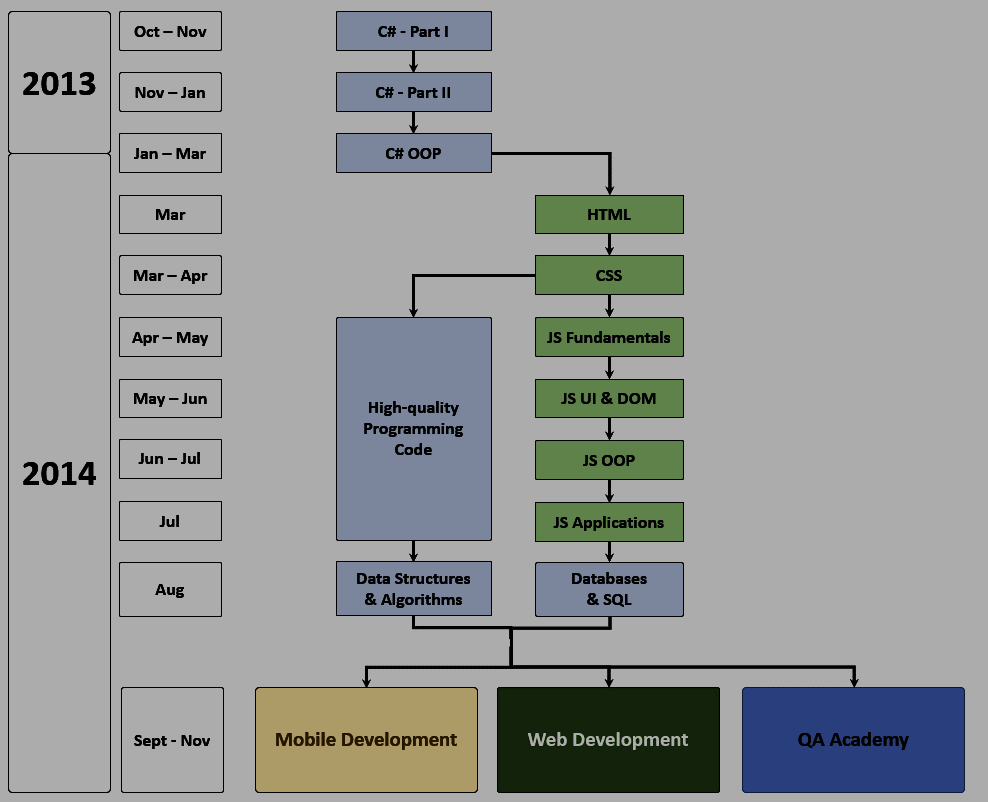 2013
Oct – Nov
C# - Part I
Nov – Jan
C# - Part II
Jan – Mar
C# OOP
2014
Mar
HTML
Mar – Apr
CSS
Apr – May
JS Fundamentals
May – Jun
JS UI & DOM
High-quality
Programming
Code
Jun – Jul
JS OOP
Jul
JS Applications
Aug
Data Structures
& Algorithms
Databases
& SQL
Sept - Nov
Mobile Development
Web Development
QA Academy